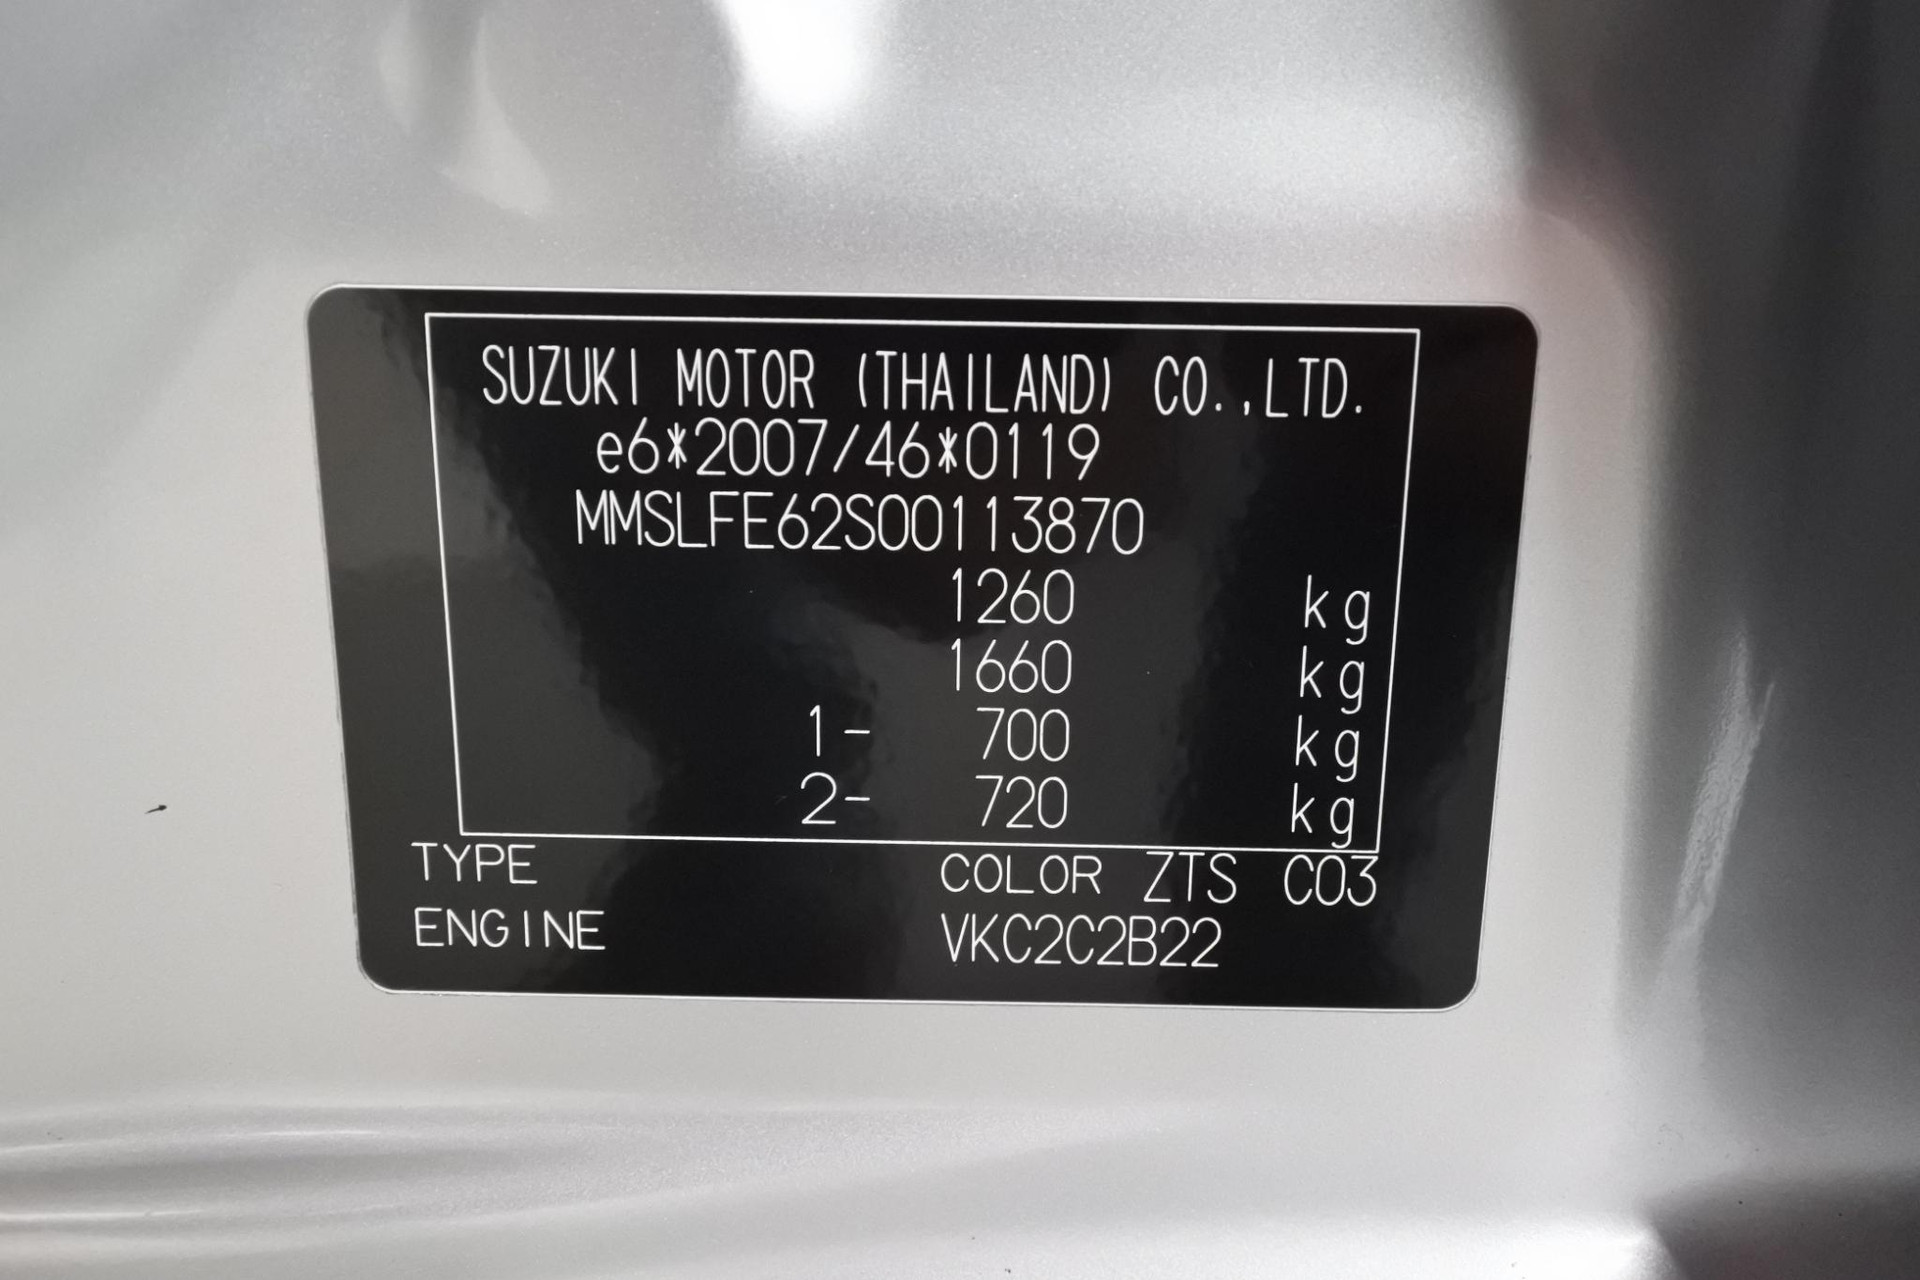 SUZUKI MOTOR (THAILAND) CO.,LTD.
e6*2007/46*0119
MMSLFE62S00113870
1260 kg
1660 kg
1- 700 kg
2- 720 kg
TYPE COLOR ZTS C03
ENGINE VKC2C2B22